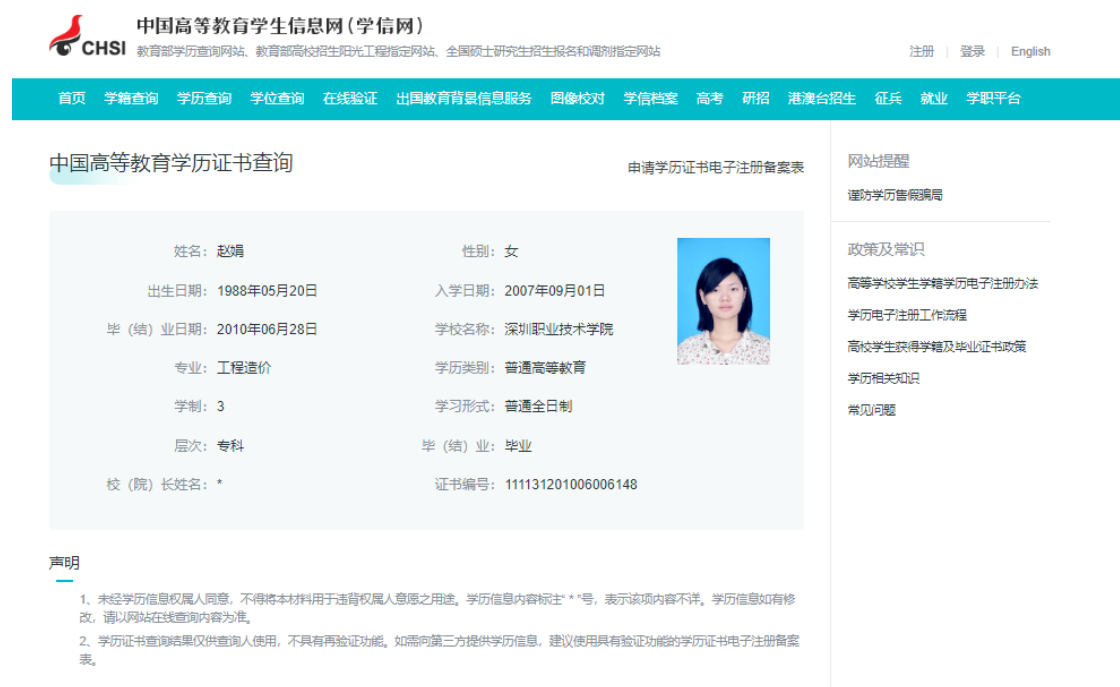 中国高等教育学生信息网(学信网)
CHSI 教育部学历查询网站、教育部高校招生阳光工程指定网站、全国硕士研究生招生报名和调剂指定网站
注册 | 登录 | English
首页 学籍查询 学历查询 学位查询 在线验证 出国教育背景信息服务 图像校对 学信档案 高考 研招 港澳台招生 征兵 就业 学职平台
中国高等教育学历证书查询
申请学历证书电子注册备案表
姓名: 赵娟 性别: 女
出生日期: 1988年05月20日 入学日期: 2007年09月01日
毕(结)业日期: 2010年06月28日 学校名称: 深圳职业技术学院
专业: 工程造价 学历类别: 普通高等教育
学制: 3 学习形式: 普通全日制
层次: 专科 毕(结)业: 毕业
校(院)长姓名: * 证书编号: 111131201006006148
声明
1、未经学历信息权属人同意,不得将本材料用于违背权属人意愿之用途。学历信息内容标注“*”号,表示该项内容不详。学历信息如有修
改,请以网站在线查询内容为准。
2、学历证书查询结果仅供查询人使用,不具有再验证功能。如需向第三方提供学历信息,建议使用具有验证功能的学历证书电子注册备案
表。
网站提醒
谨防学历售假骗局
政策及常识
高等学校学生学籍学历电子注册办法
学历电子注册工作流程
高校学生获得学籍及毕业证书政策
学历相关知识
常见问题